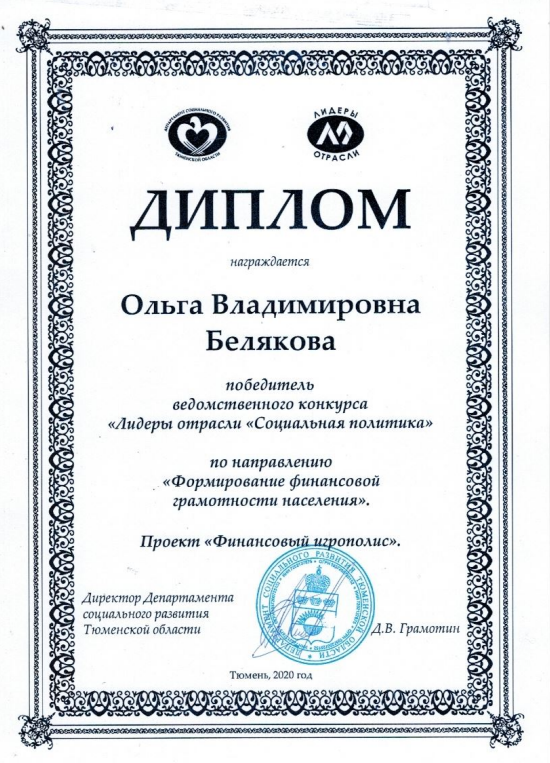 ДЕПАРТАМЕНТ СОЦИАЛЬНОГО РАЗВИТИЯ
ТЮМЕНСКОЙ ОБЛАСТИ
ЛИДЕРЫ
ОТРАСЛИ
ДИПЛОМ
награждается
Ольга Владимировна
Белякова
победитель
ведомственного конкурса
«Лидеры отрасли «Социальная политика»
по направлению
«Формирование финансовой
грамотности населения».
Проект «Финансовый игрополис».
Директор Департамента
социального развития
Тюменской области
ДЕПАРТАМЕНТ СОЦИАЛЬНОГО РАЗВИТИЯ ТЮМЕНСКОЙ ОБЛАСТИ
Д.В. Грамотин
Тюмень, 2020 год